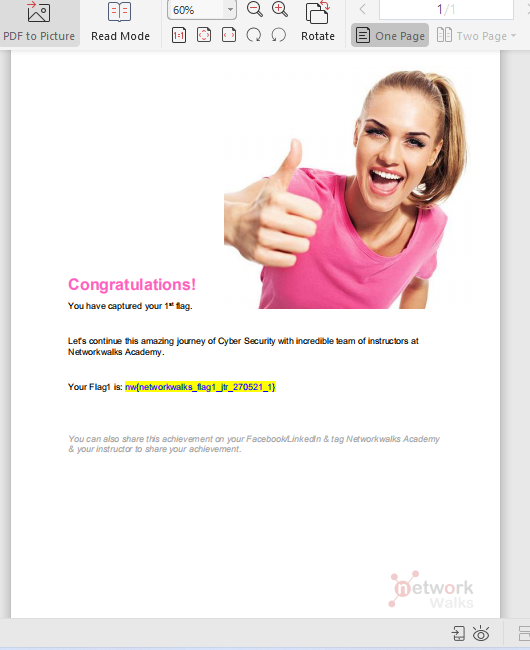 60%
1/1
PDF to Picture
Read Mode
1:1
Rotate
One Page
Two Page
Congratulations!
You have captured your 1st flag.
Let's continue this amazing journey of Cyber Security with incredible team of instructors at
Networkwalks Academy.
Your Flag1 is: nw{networkwalks_flag1_jtr_270521_1}
You can also share this achievement on your Facebook/LinkedIn & tag Networkwalks Academy
& your instructor to share your achievement.
network
Walks